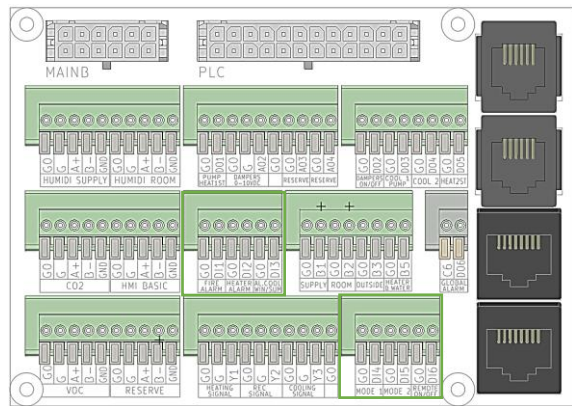 MAINB PLC
G0 G A+ B- GND G0 G A+ B- GND
HUMIDI SUPPLY HUMIDI ROOM
G0 DO1 G0 G AO2 G0 AO3 G0 AO4
PUMP HEAT1ST DAMPERS 0-10VDC RESERVE RESERVE
G0 DO2 G0 DO3 G0 DO4 G0 DO5
DAMPERS ON/OFF COOL 1 PUMP COOL 2 HEAT2ST
G0 G A+ B- GND G0 G A+ B- GND
CO2 HMI BASIC
G0 DI1 G0 DI2 G0 DI3
FIRE ALARM HEATER ALARM AL.COOL WIN/SUM
G0 B1 G0 B2 G0 B3 G0 B5
SUPPLY ROOM OUTSIDE HEATER & WATER
C6 DO6
GLOBAL ALARM
G0 G A+ B- GND G0 G A+ B- GND
VOC RESERVE
G0 G Y1 G0 G Y2 G0 G Y3 G0
HEATING SIGNAL REC SIGNAL COOLING SIGNAL
G0 DI4 G0 DI5 G0 DI6
MODE 1 MODE 2 REMOTE ON/OFF